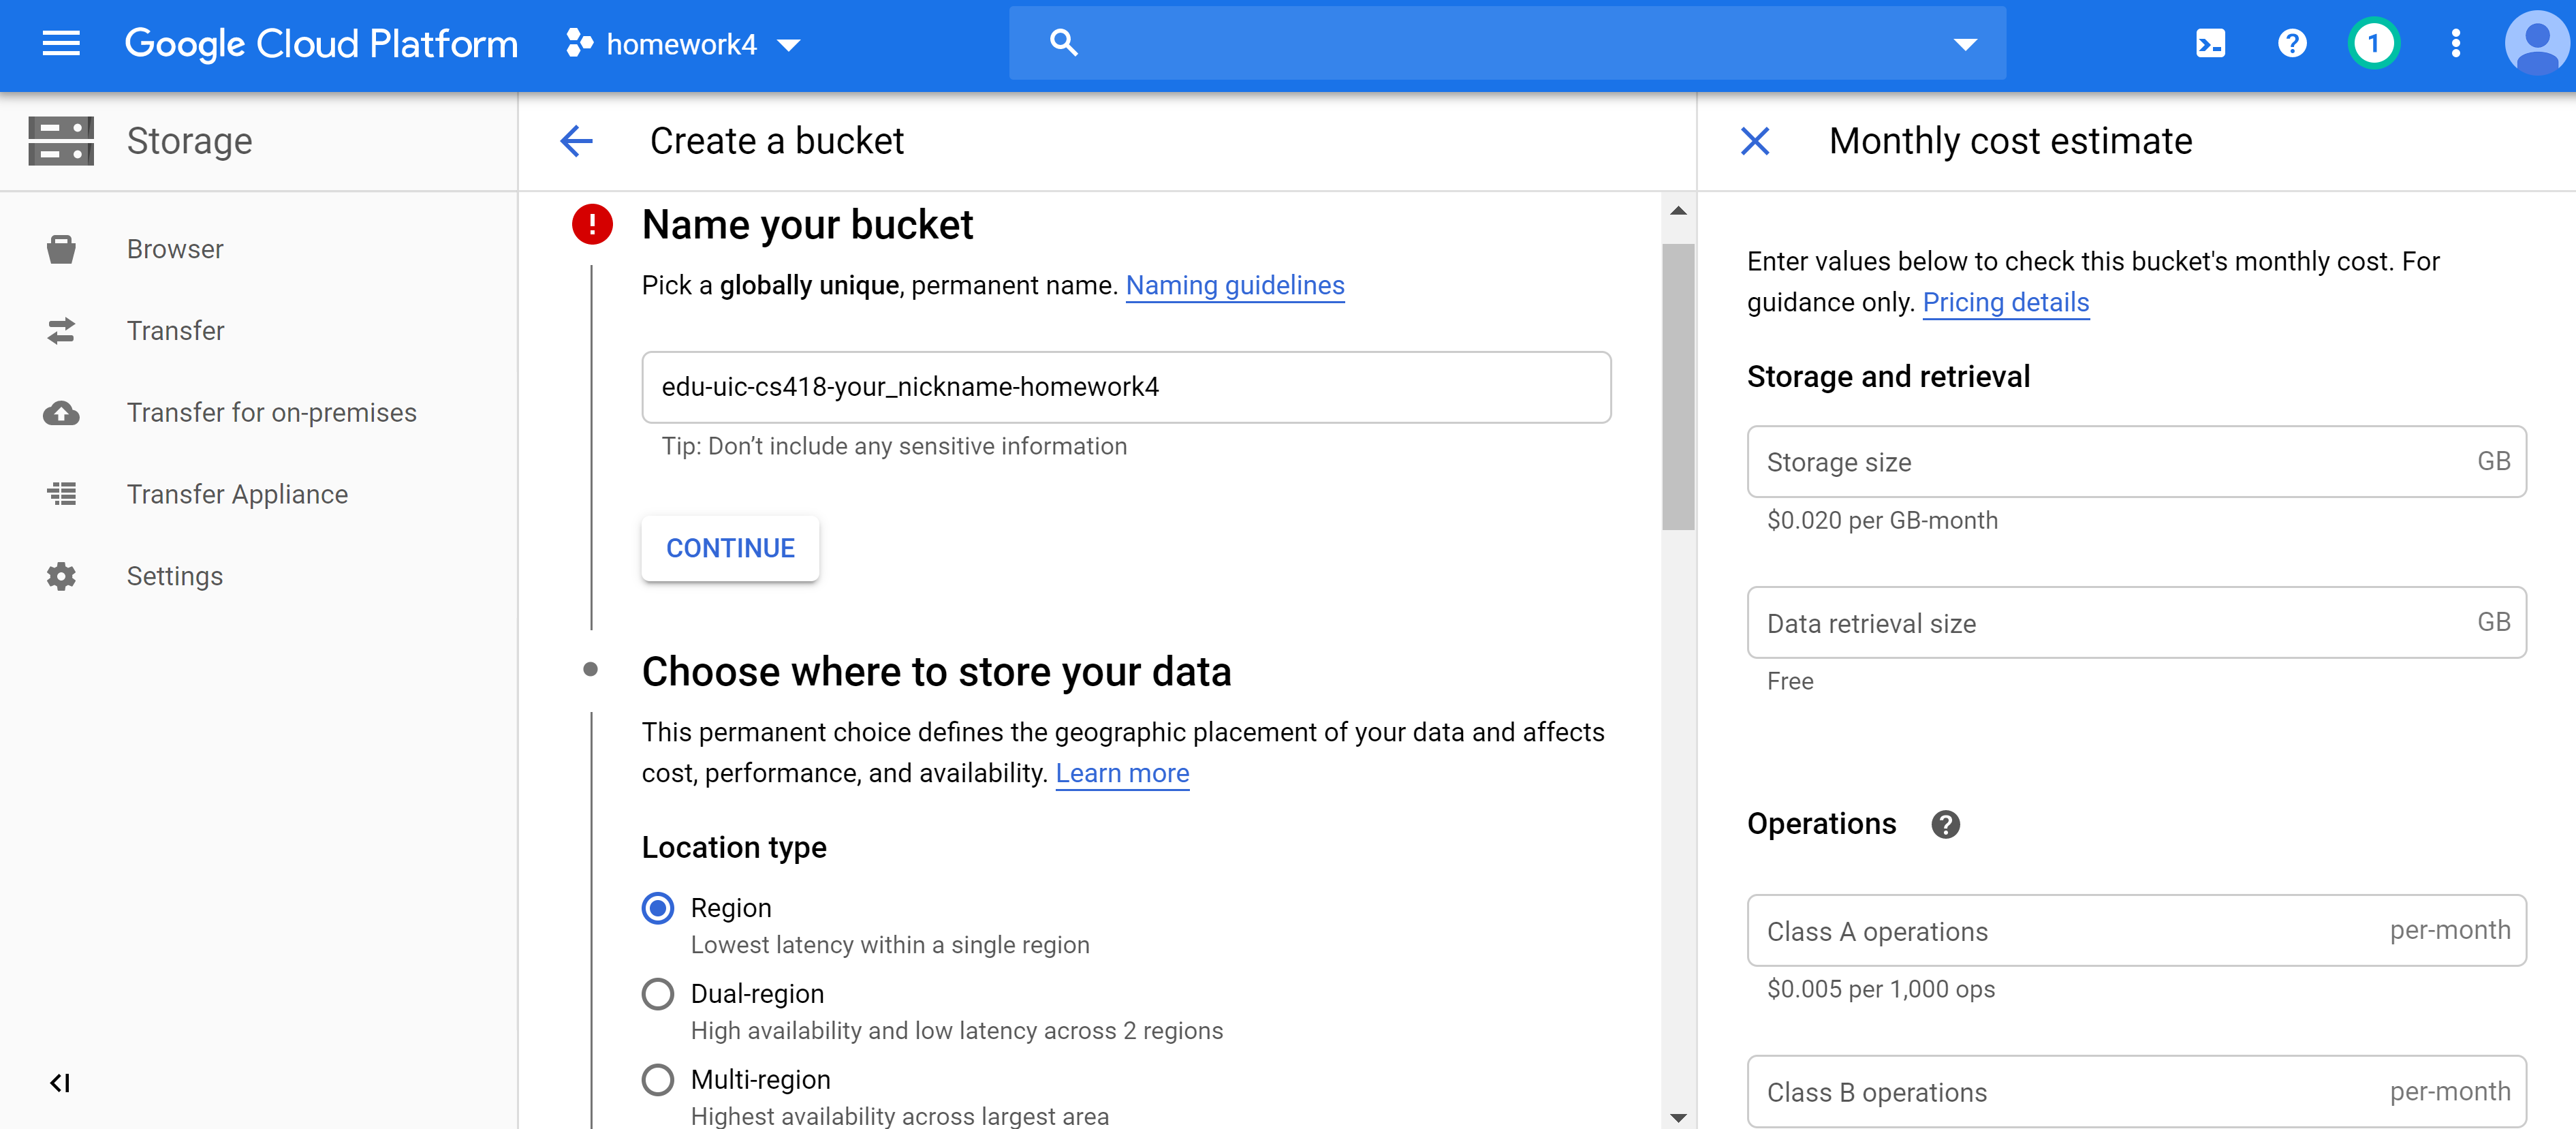 Google Cloud Platform
homework4
1
Storage
Browser
Transfer
Transfer for on-premises
Transfer Appliance
Settings
Create a bucket
Name your bucket
Pick a globally unique, permanent name. Naming guidelines
edu-uic-cs418-your_nickname-homework4
Tip: Don’t include any sensitive information
CONTINUE
Choose where to store your data
This permanent choice defines the geographic placement of your data and affects
cost, performance, and availability. Learn more
Location type
Region
Lowest latency within a single region
Dual-region
High availability and low latency across 2 regions
Multi-region
Highest availability across largest area
Monthly cost estimate
Enter values below to check this bucket's monthly cost. For
guidance only. Pricing details
Storage and retrieval
Storage size GB
$0.020 per GB-month
Data retrieval size GB
Free
Operations
Class A operations per-month
$0.005 per 1,000 ops
Class B operations per-month